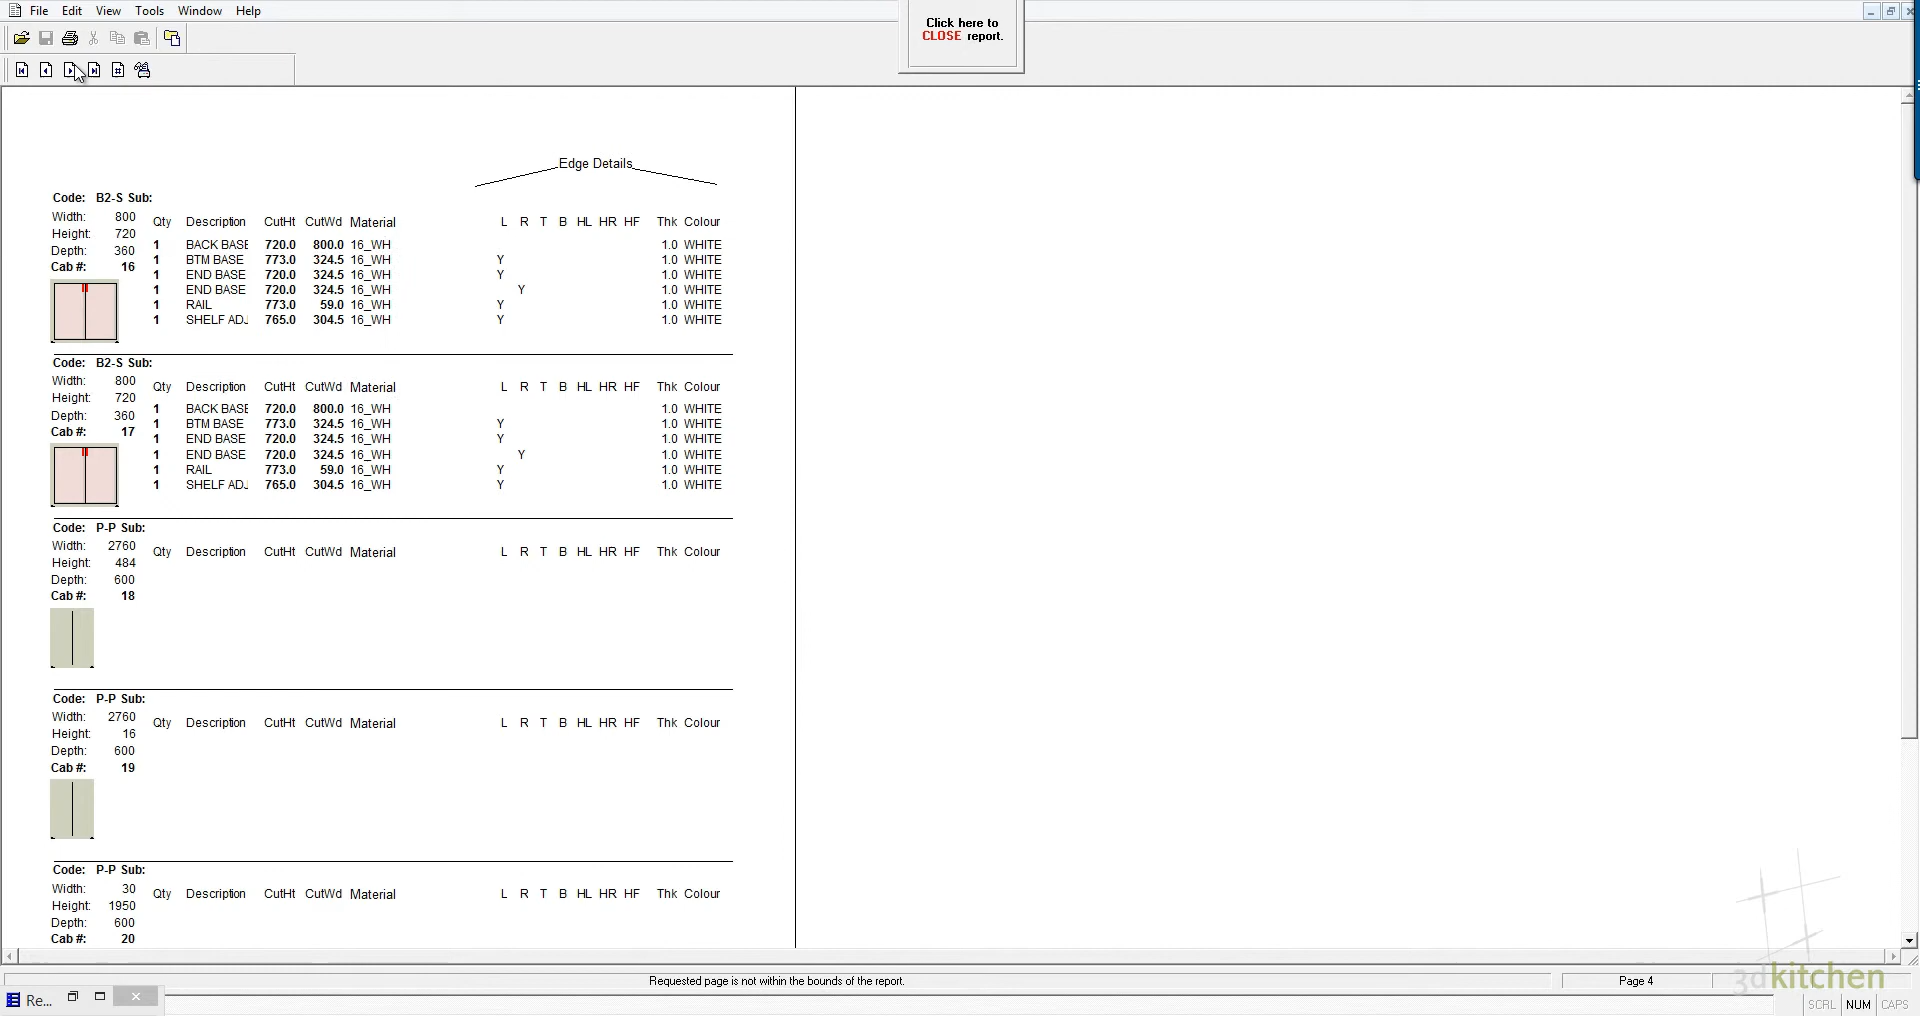 File Edit View Tools Window Help
Click here to
CLOSE report.
Edge Details
Code: B2-S Sub:
Width: 800
Height: 720
Depth: 360
Cab #: 16
Qty Description CutHt CutWd Material L R T B HL HR HF Thk Colour
1 BACK BASE 720.0 800.0 16_WH 1.0 WHITE
1 BTM BASE 773.0 324.5 16_WH Y 1.0 WHITE
1 END BASE 720.0 324.5 16_WH Y 1.0 WHITE
1 END BASE 720.0 324.5 16_WH Y 1.0 WHITE
1 RAIL 773.0 59.0 16_WH Y 1.0 WHITE
1 SHELF ADJ 765.0 304.5 16_WH Y 1.0 WHITE
Code: B2-S Sub:
Width: 800
Height: 720
Depth: 360
Cab #: 17
Qty Description CutHt CutWd Material L R T B HL HR HF Thk Colour
1 BACK BASE 720.0 800.0 16_WH 1.0 WHITE
1 BTM BASE 773.0 324.5 16_WH Y 1.0 WHITE
1 END BASE 720.0 324.5 16_WH Y 1.0 WHITE
1 END BASE 720.0 324.5 16_WH Y 1.0 WHITE
1 RAIL 773.0 59.0 16_WH Y 1.0 WHITE
1 SHELF ADJ 765.0 304.5 16_WH Y 1.0 WHITE
Code: P-P Sub:
Width: 2760
Height: 484
Depth: 600
Cab #: 18
Qty Description CutHt CutWd Material L R T B HL HR HF Thk Colour
Code: P-P Sub:
Width: 2760
Height: 16
Depth: 600
Cab #: 19
Qty Description CutHt CutWd Material L R T B HL HR HF Thk Colour
Code: P-P Sub:
Width: 30
Height: 1950
Depth: 600
Cab #: 20
Qty Description CutHt CutWd Material L R T B HL HR HF Thk Colour
Requested page is not within the bounds of the report. Page 4
3dkitchen
Re...
SCRL NUM CAPS